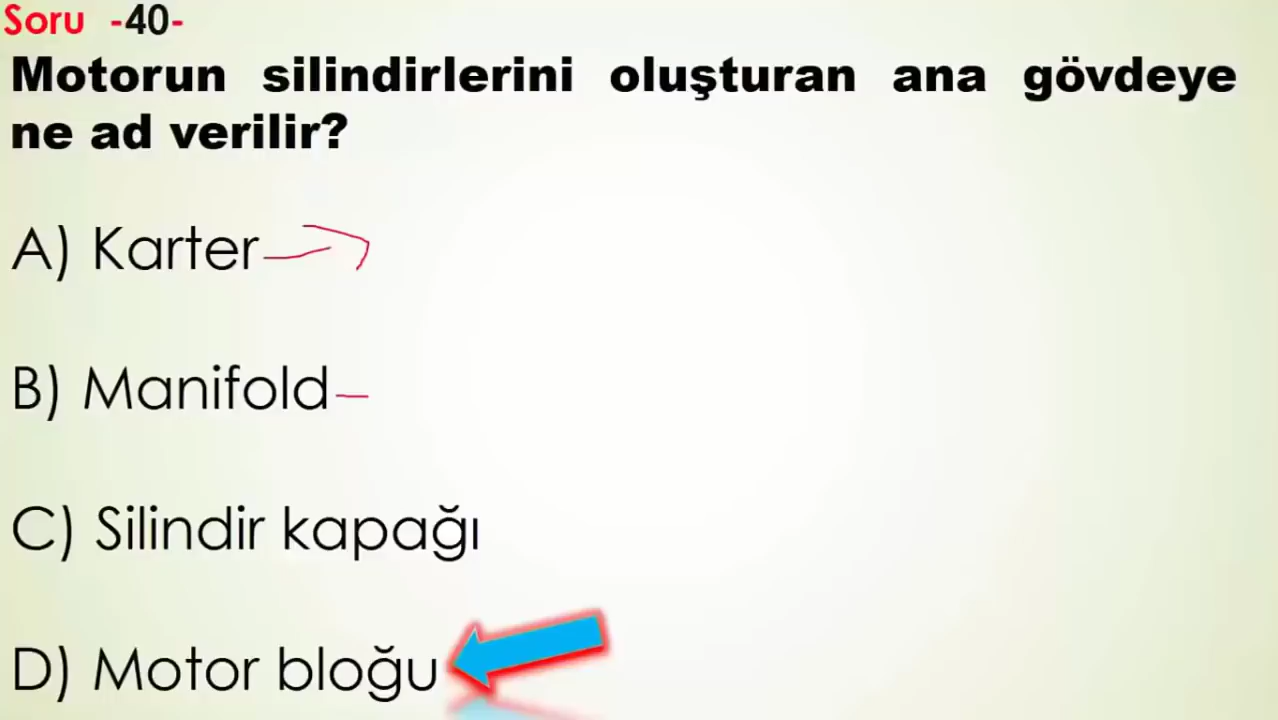 Soru -40-
Motorun silindirlerini oluşturan ana gövdeye
ne ad verilir?
A) Karter
B) Manifold
C) Silindir kapağı
D) Motor bloğu